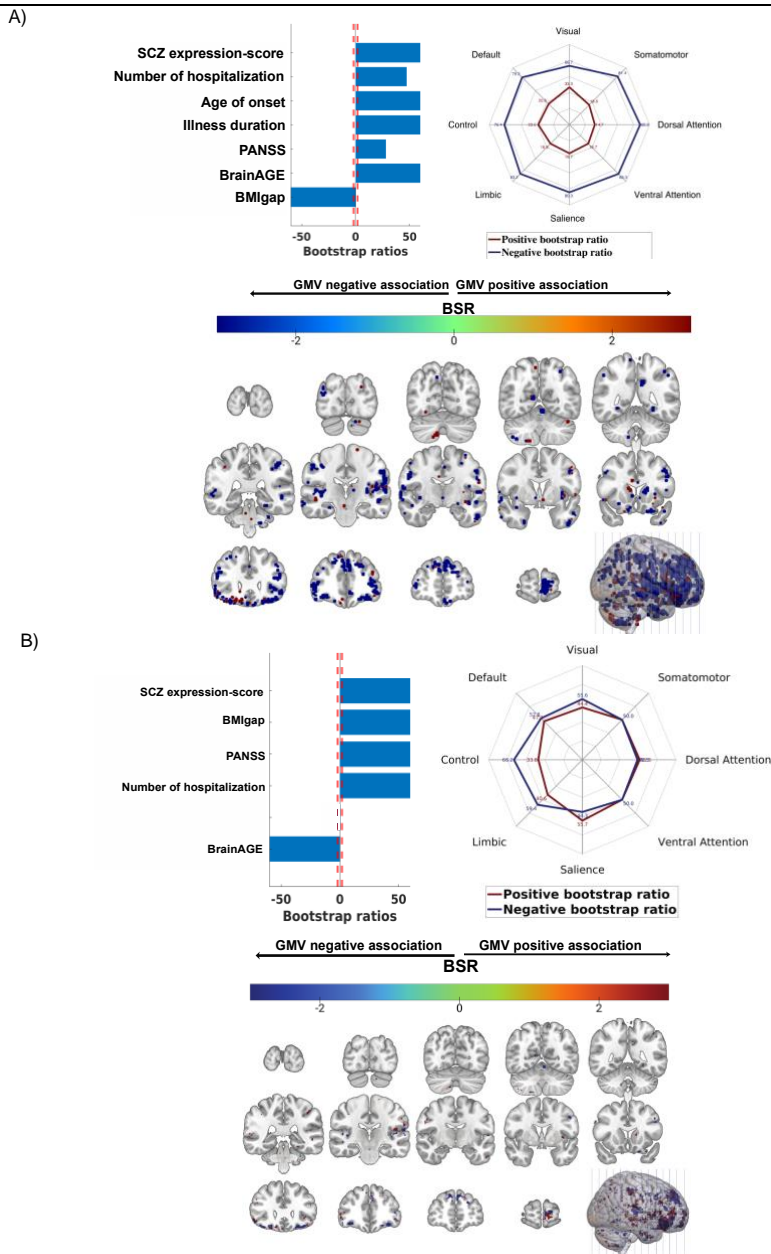 A)
SCZ expression-score
Number of hospitalization
Age of onset
Illness duration
PANSS
BrainAGE
BMIgap
-50 0 50
Bootstrap ratios
Visual
Default
Somatomotor
Control
Dorsal Attention
Limbic
Ventral Attention
Salience
Positive bootstrap ratio
Negative bootstrap ratio
GMV negative association
GMV positive association
BSR
-2 0 2
B)
SCZ expression-score
BMIgap
PANSS
Number of hospitalization
BrainAGE
-50 0 50
Bootstrap ratios
Visual
Default
Somatomotor
Control
Dorsal Attention
Limbic
Ventral Attention
Salience
Positive bootstrap ratio
Negative bootstrap ratio
GMV negative association
GMV positive association
BSR
-2 0 2